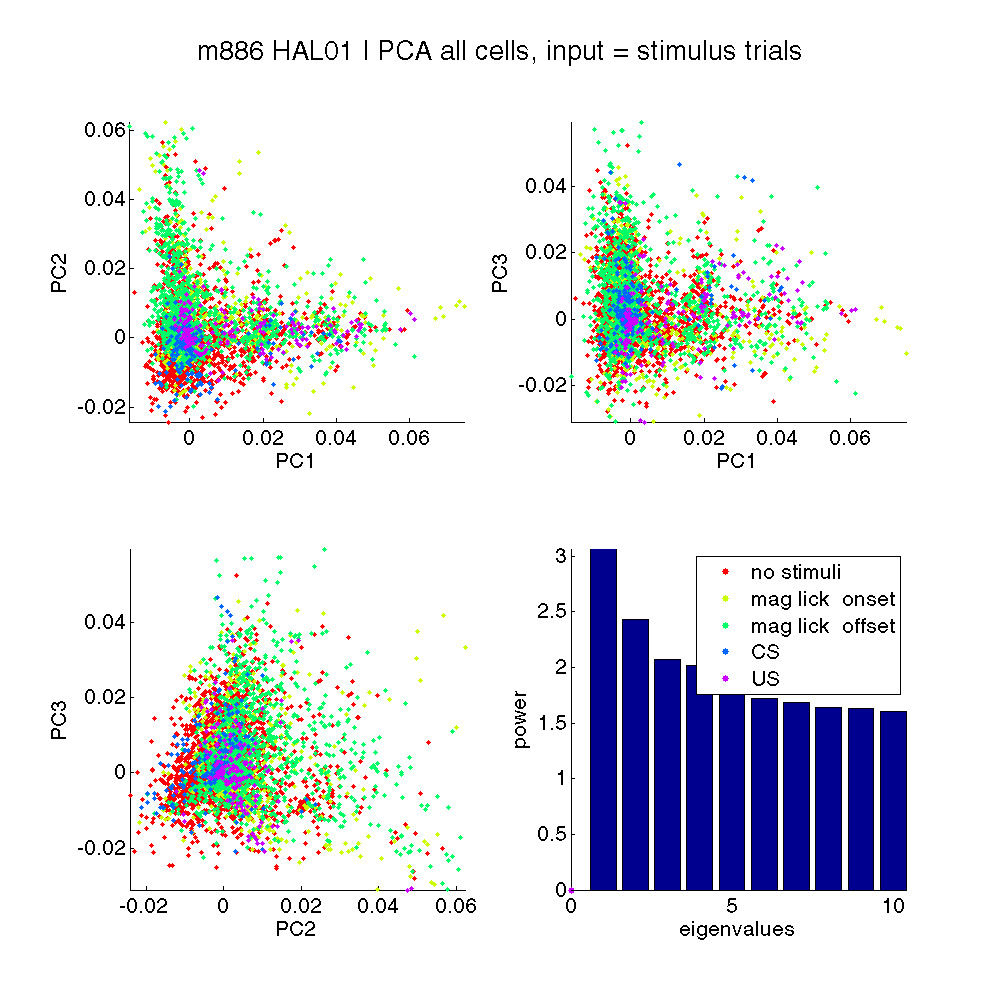 m886 HAL01 | PCA all cells, input = stimulus trials
0.06
0.04
0.02
0
-0.02
PC2
0
0.02
0.04
0.06
PC1
0.04
0.02
0
-0.02
PC3
0
0.02
0.04
0.06
PC1
0.04
0.02
0
-0.02
PC3
-0.02
0
0.02
0.04
0.06
PC2
3
2.5
2
1.5
1
0.5
0
power
no stimuli
mag lick onset
mag lick offset
CS
US
0
5
10
eigenvalues